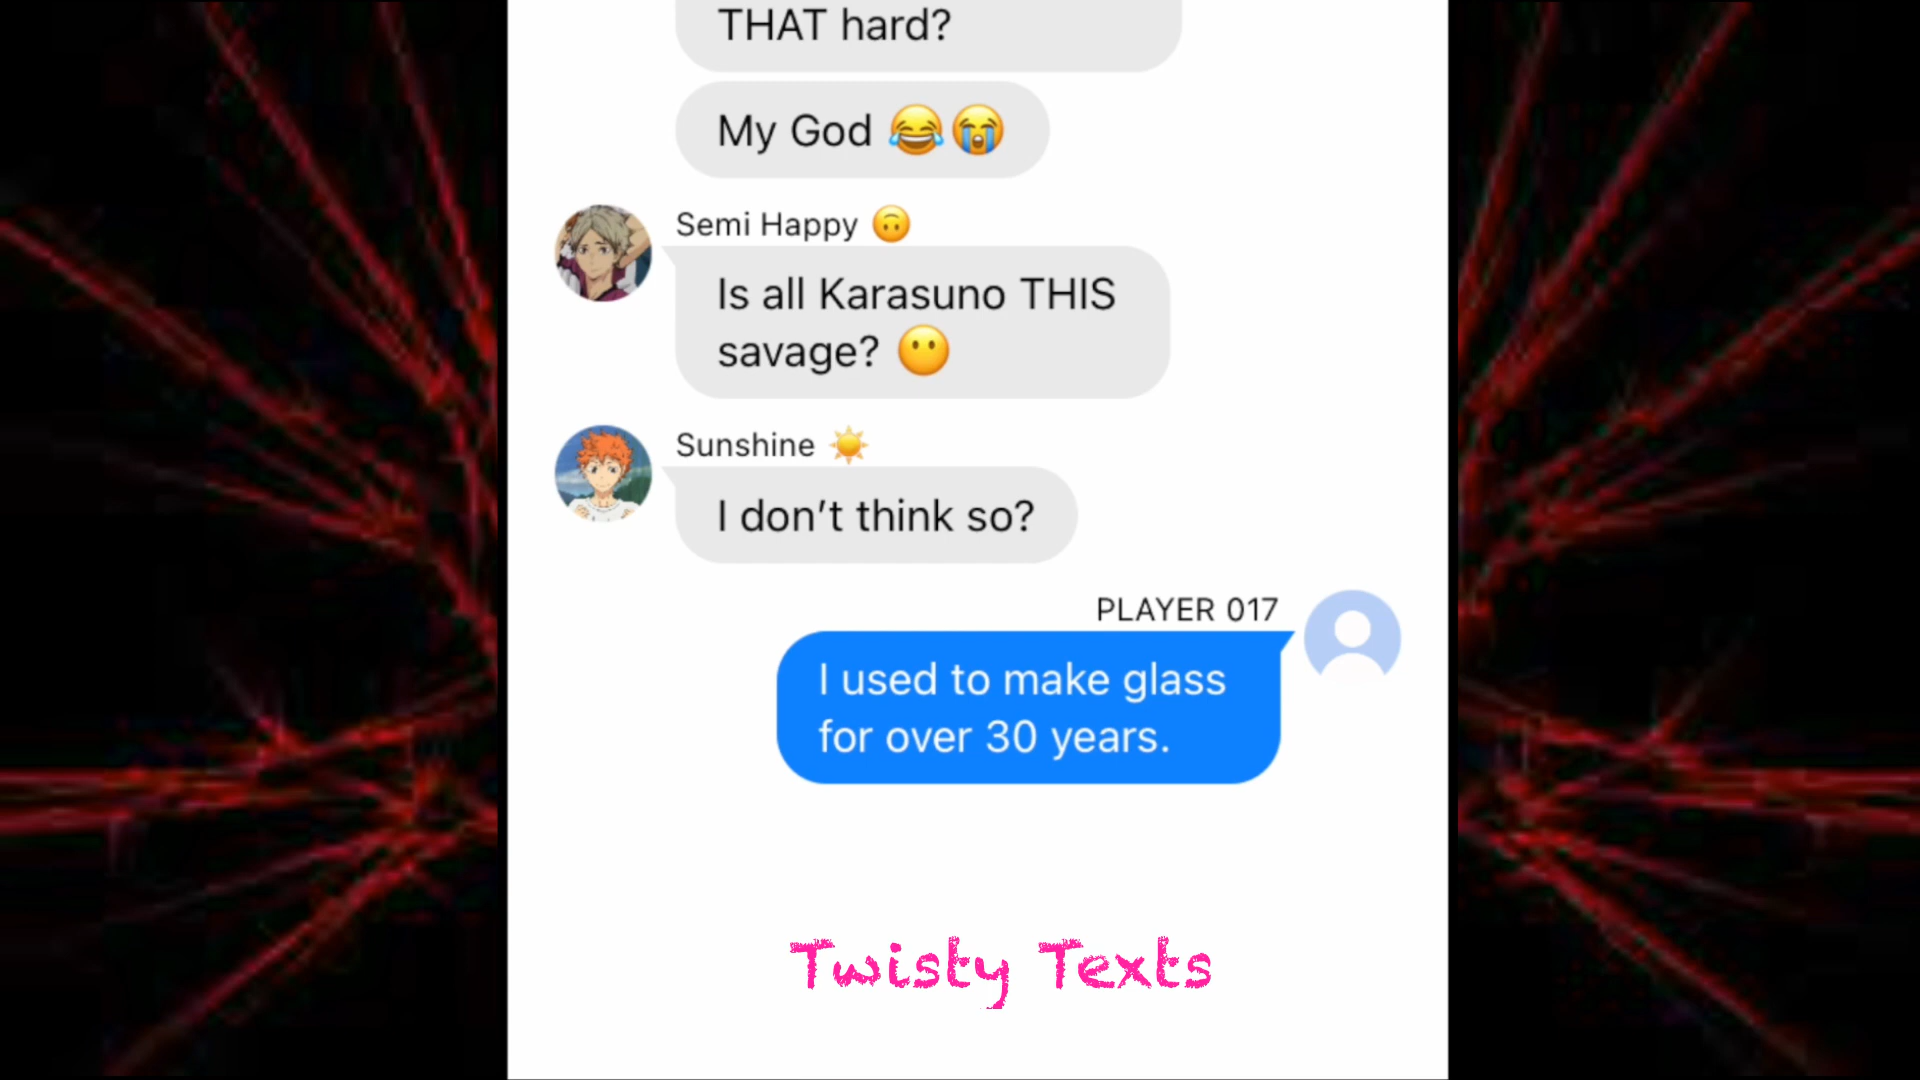 THAT hard?
My God 😂😭
Semi Happy 🙃
Is all Karasuno THIS
savage? 😶
Sunshine ☀️
I don’t think so?
PLAYER 017
I used to make glass
for over 30 years.
Twisty Texts